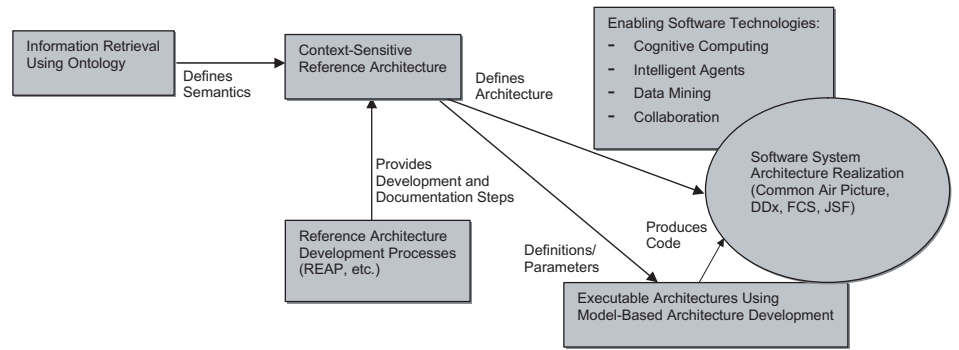 Information Retrieval
Using Ontology
Defines
Semantics
Context-Sensitive
Reference Architecture
Defines
Architecture
Enabling Software Technologies:
- Cognitive Computing
- Intelligent Agents
- Data Mining
- Collaboration
Software System
Architecture Realization
(Common Air Picture,
DDx, FCS, JSF)
Provides
Development and
Documentation Steps
Reference Architecture
Development Processes
(REAP, etc.)
Definitions/
Parameters
Produces
Code
Executable Architectures Using
Model-Based Architecture Development